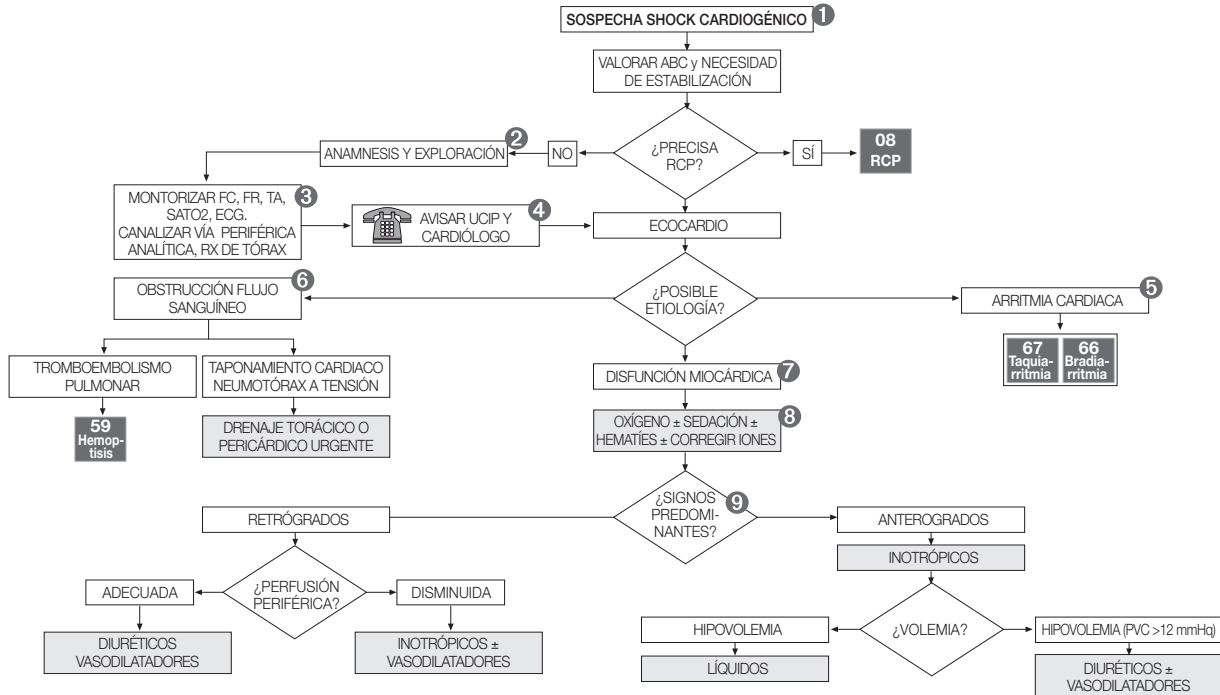 SOSPECHA SHOCK CARDIOGÉNICO 1
VALORAR ABC y NECESIDAD
DE ESTABILIZACIÓN
¿PRECISA
RCP?
SÍ
08
RCP
NO
ANAMNESIS Y EXPLORACIÓN 2
MONTORIZAR FC, FR, TA, 3
SATO2, ECG.
CANALIZAR VÍA PERIFÉRICA
ANALÍTICA, RX DE TÓRAX
AVISAR UCIP Y 4
CARDIÓLOGO
ECOCARDIO
¿POSIBLE
ETIOLOGÍA?
OBSTRUCCIÓN FLUJO 6
SANGUÍNEO
ARRITMIA CARDIACA 5
67
Taquia-
rritmia
66
Bradia-
rritmia
TROMBOEMBOLISMO
PULMONAR
TAPONAMIENTO CARDIACO
NEUMOTÓRAX A TENSIÓN
59
Hemop-
tisis
DRENAJE TORÁCICO O
PERICÁRDICO URGENTE
DISFUNCIÓN MIOCÁRDICA 7
OXÍGENO ± SEDACIÓN ± 8
HEMATÍES ± CORREGIR IONES
¿SIGNOS 9
PREDOMI-
NANTES?
RETRÓGRADOS
ANTEROGRADOS
INOTRÓPICOS
¿PERFUSIÓN
PERIFÉRICA?
ADECUADA
DISMINUIDA
DIURÉTICOS
VASODILATADORES
INOTRÓPICOS ±
VASODILATADORES
¿VOLEMIA?
HIPOVOLEMIA
HIPOVOLEMIA (PVC >12 mmHq)
LÍQUIDOS
DIURÉTICOS ±
VASODILATADORES